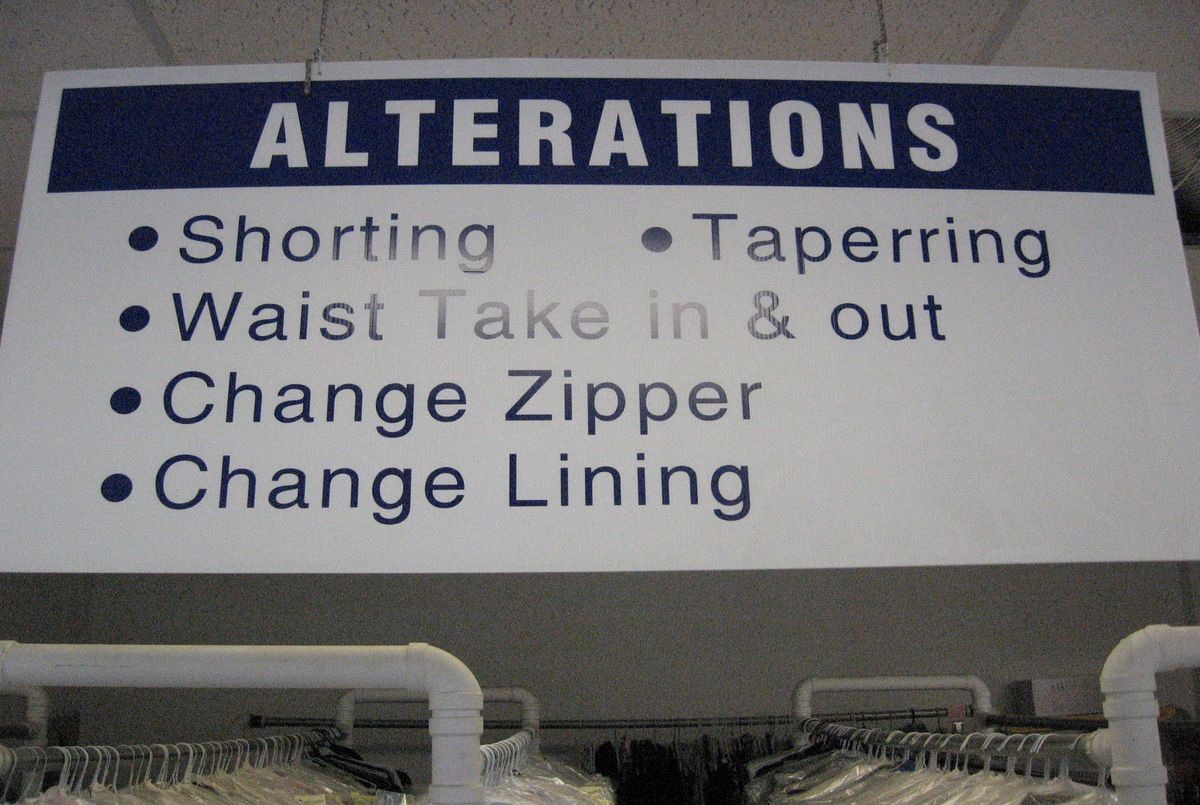 ALTERATIONS
• Shorting • Taperring
• Waist Take in & out
• Change Zipper
• Change Lining